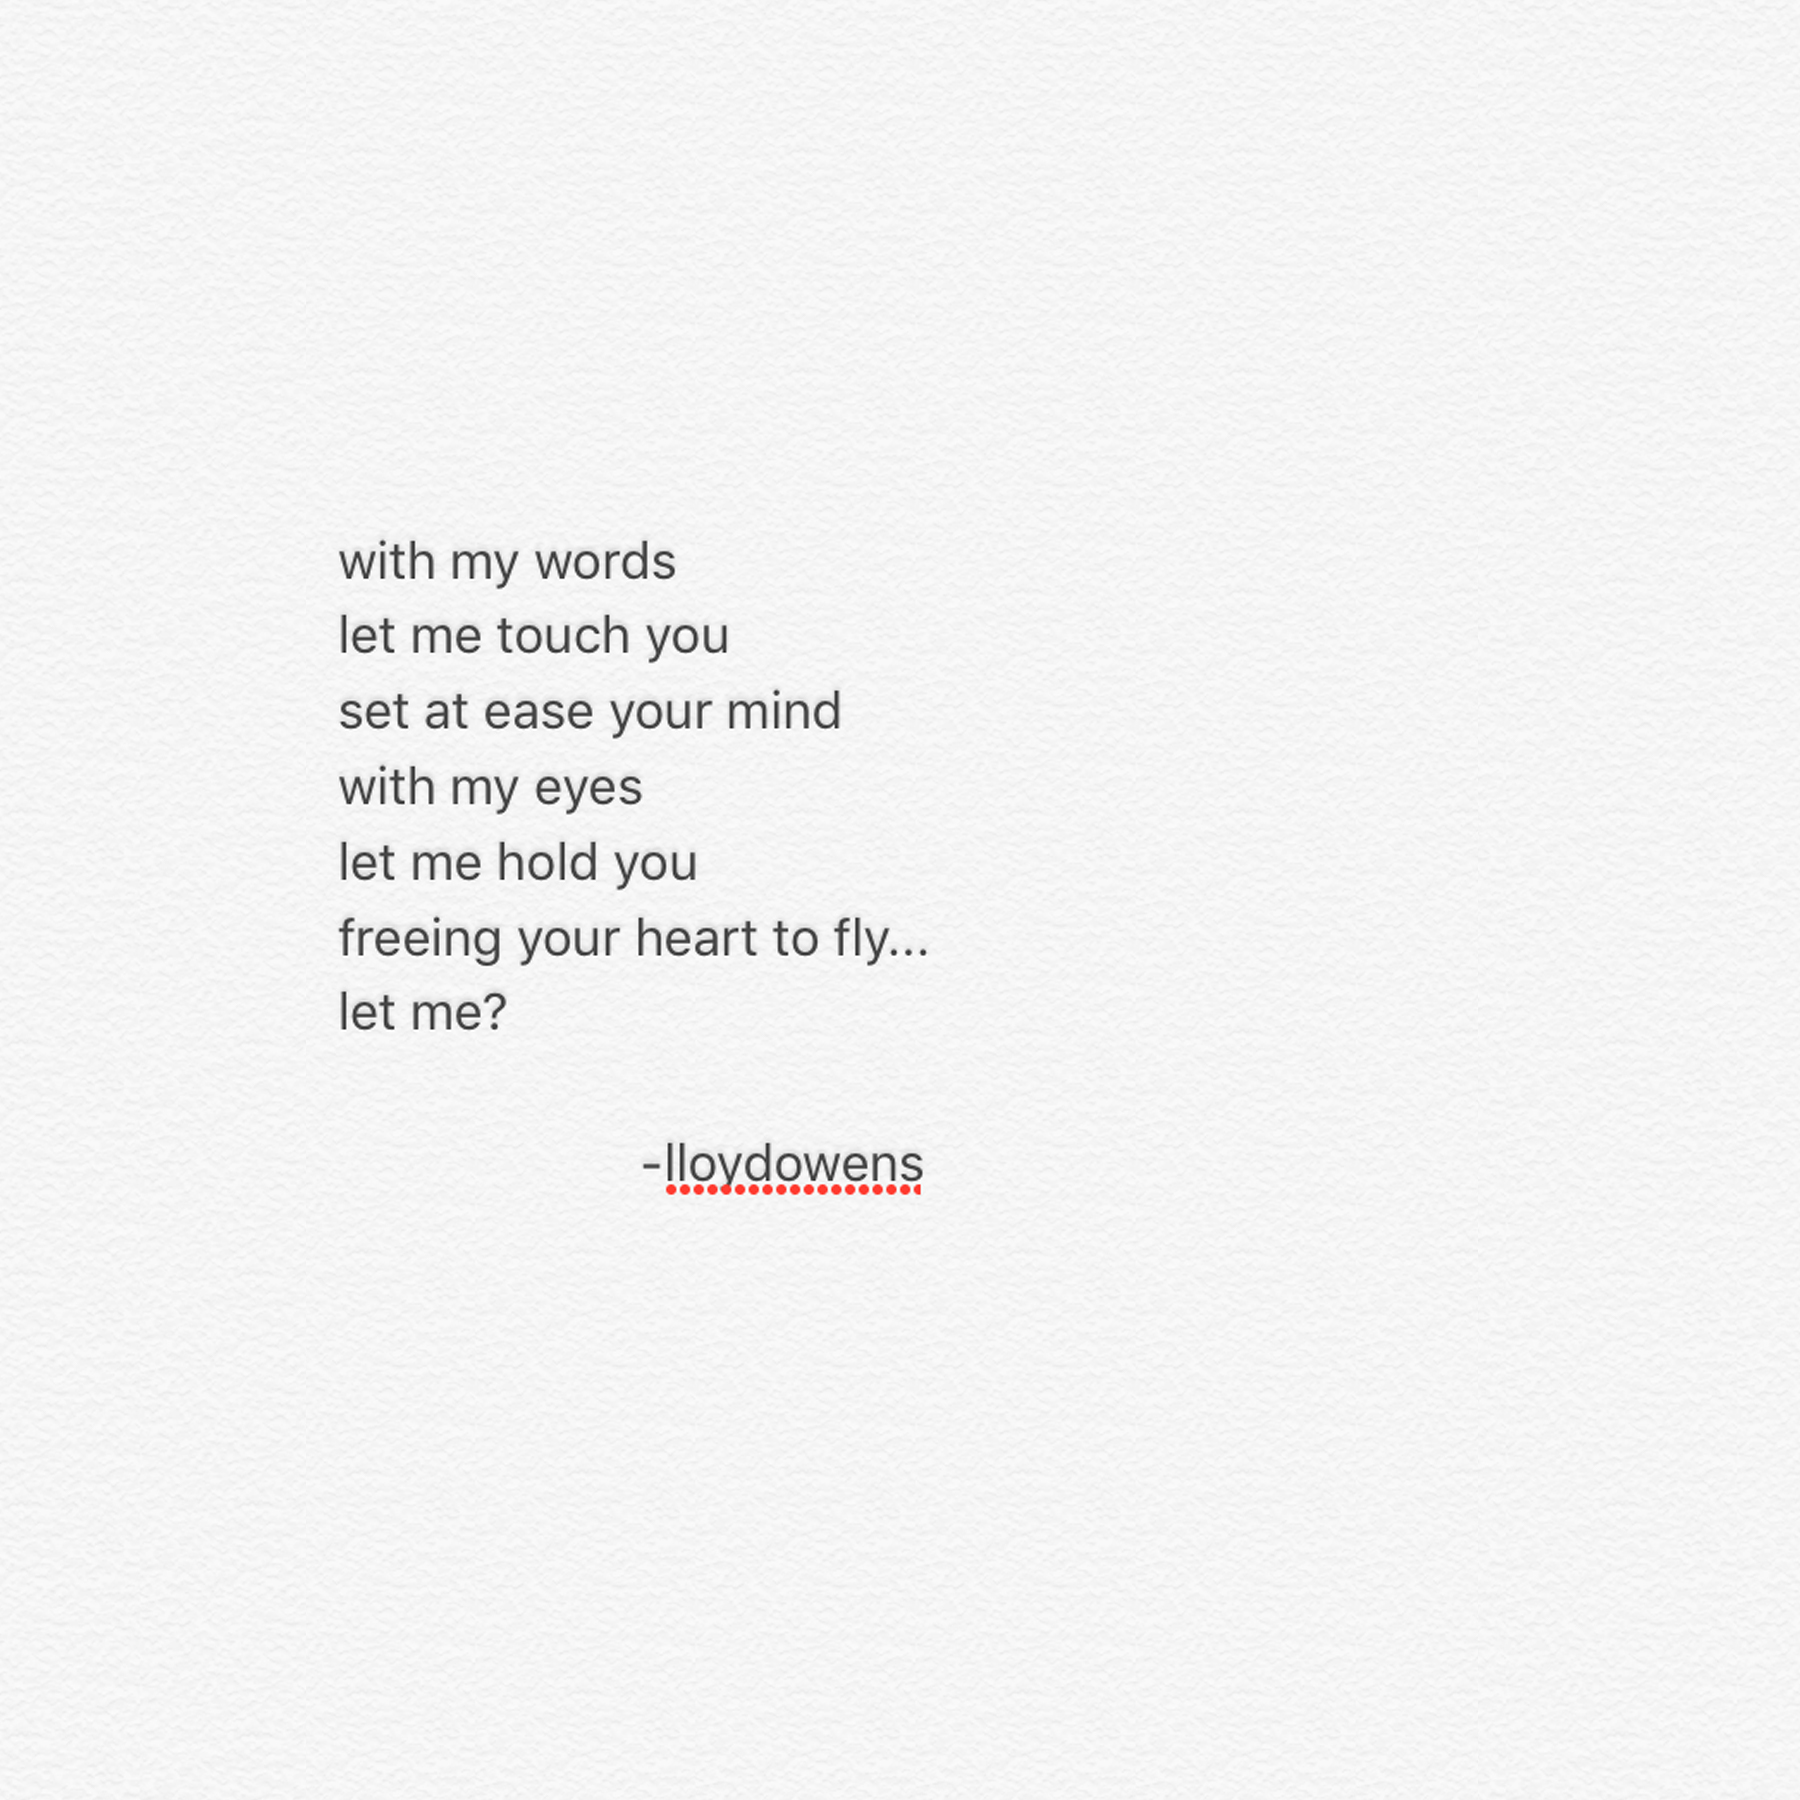 with my words
let me touch you
set at ease your mind
with my eyes
let me hold you
freeing your heart to fly...
let me?
-lloydowens